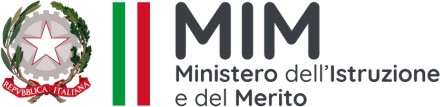 REPVBBLICA ITALIANA
MIM
Ministero dell'Istruzione
e del Merito